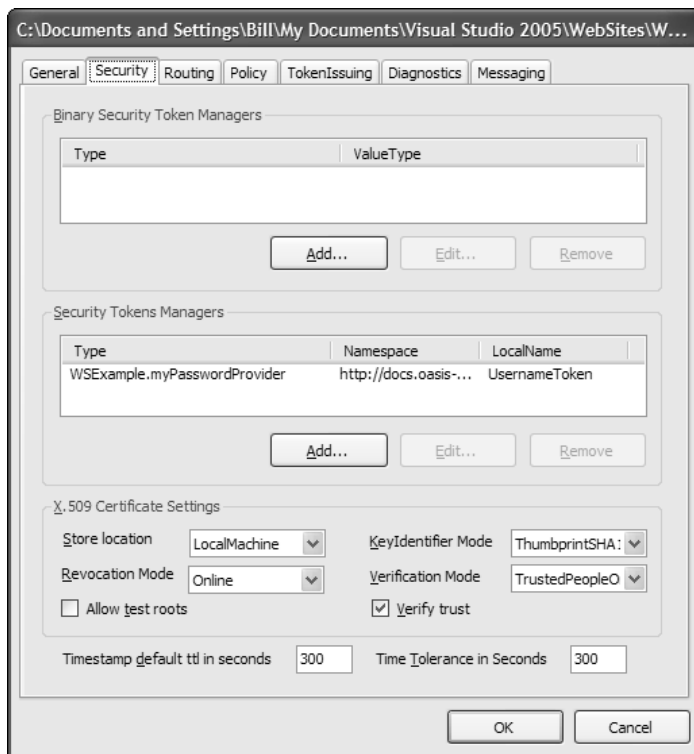 C:\Documents and Settings\Bill\My Documents\Visual Studio 2005\WebSites\W...
General Security Routing Policy TokenIssuing Diagnostics Messaging
Binary Security Token Managers
Type ValueType
Add... Edit... Remove
Security Tokens Managers
Type Namespace LocalName
WSExample.myPasswordProvider http://docs.oasis-... UsernameToken
Add... Edit... Remove
X.509 Certificate Settings
Store location LocalMachine KeyIdentifier Mode ThumbprintSHA1
Revocation Mode Online Verification Mode TrustedPeopleO
Allow test roots Verify trust
Timestamp default ttl in seconds 300 Time Tolerance in Seconds 300
OK Cancel